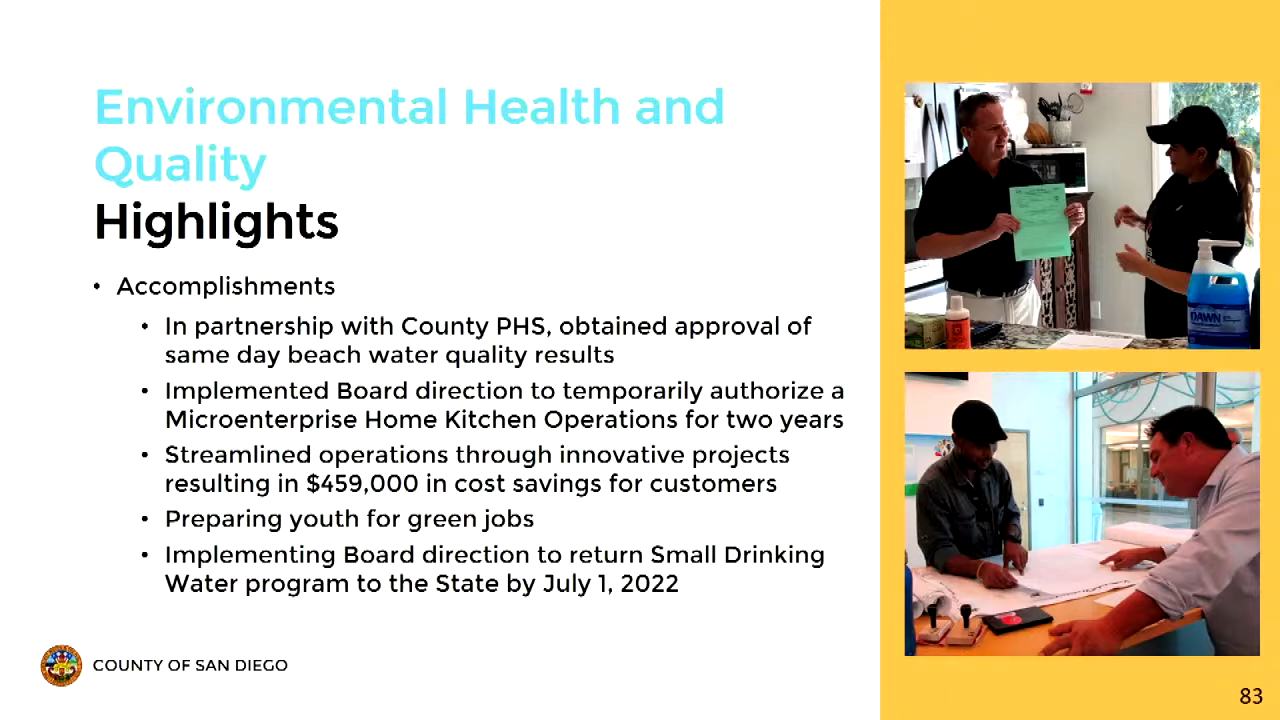 Environmental Health and
Quality
Highlights
• Accomplishments
• In partnership with County PHS, obtained approval of
same day beach water quality results
• Implemented Board direction to temporarily authorize a
Microenterprise Home Kitchen Operations for two years
• Streamlined operations through innovative projects
resulting in $459,000 in cost savings for customers
• Preparing youth for green jobs
• Implementing Board direction to return Small Drinking
Water program to the State by July 1, 2022
COUNTY OF SAN DIEGO
DAWN
83